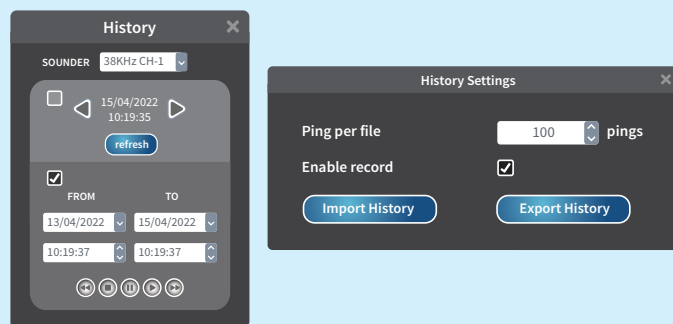 History
SOUNDER 38KHz CH-1
15/04/2022
10:19:35
refresh
FROM TO
13/04/2022 15/04/2022
10:19:37 10:19:37
History Settings
Ping per file 100 pings
Enable record
Import History Export History